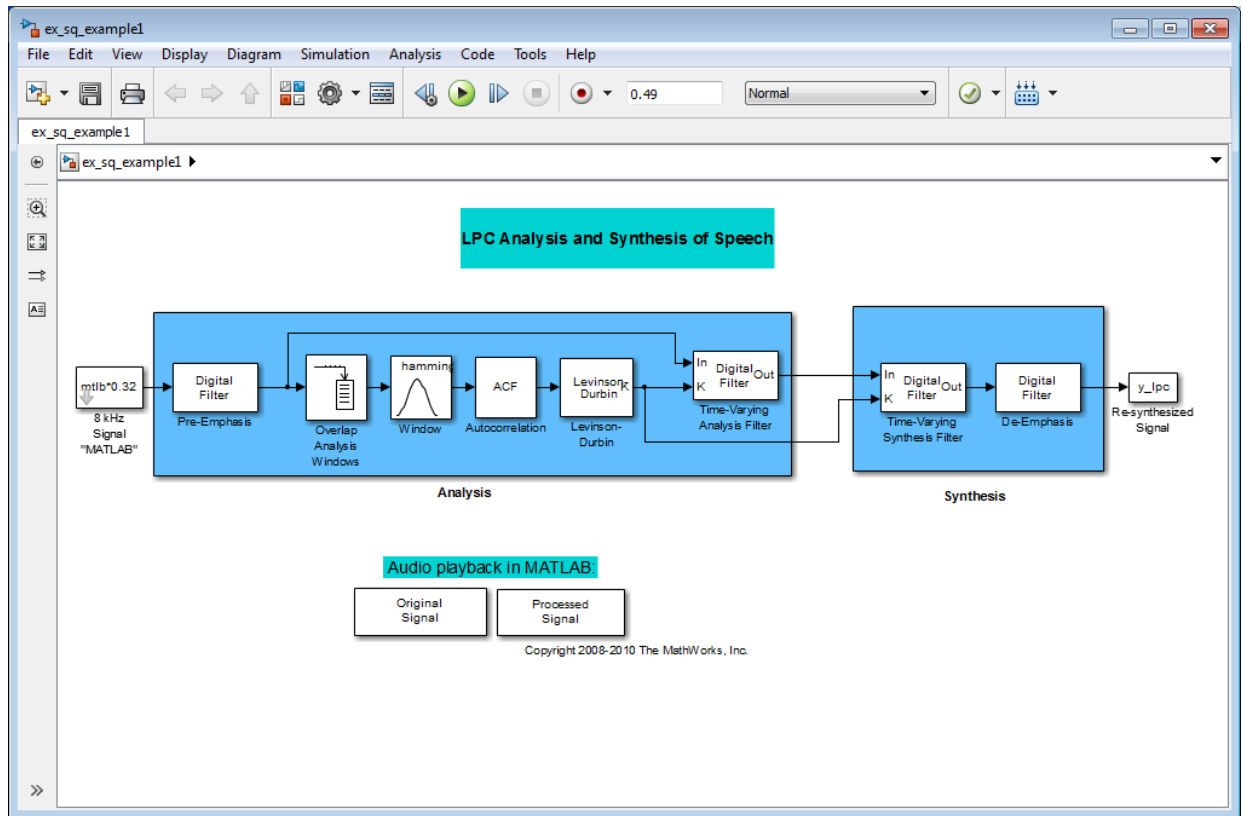 ex_sq_example1
File Edit View Display Diagram Simulation Analysis Code Tools Help
0.49 Normal
ex_sq_example1
ex_sq_example1
LPC Analysis and Synthesis of Speech
mtlb*0.32
8 kHz
Signal
"MATLAB"
Digital
Filter
Pre-Emphasis
Overlap
Analysis
Windows
hamming
Window
ACF
Autocorrelation
Levinson
Durbin
K
Levinson-
Durbin
In
K
Digital
Filter
Out
Time-Varying
Analysis Filter
Analysis
In
K
Digital
Filter
Out
Time-Varying
Synthesis Filter
Digital
Filter
De-Emphasis
Synthesis
y_lpc
Re-synthesized
Signal
Audio playback in MATLAB:
Original
Signal
Processed
Signal
Copyright 2008-2010 The MathWorks, Inc.